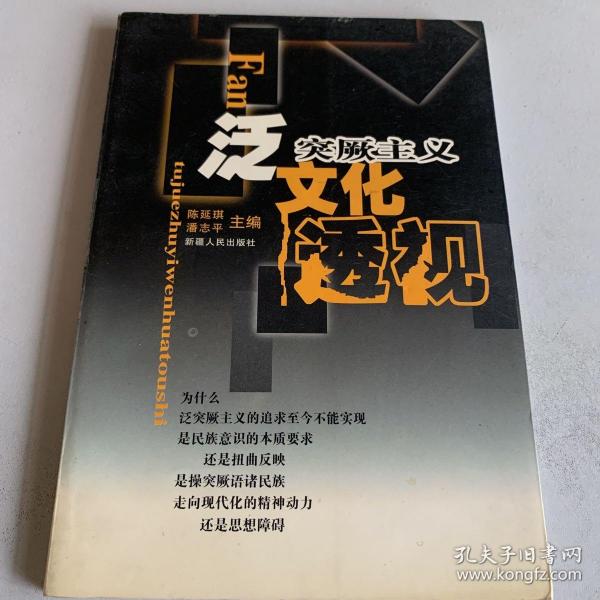 Fan
泛突厥主义
文化
透视
tujuezhuyiwenhuatoushi
陈延琪
潘志平
主编
新疆人民出版社
为什么
泛突厥主义的追求至今不能实现
是民族意识的本质要求
还是扭曲反映
是操突厥语诸民族
走向现代化的精神动力
还是思想障碍
孔夫子旧书网
www.kongfz.com